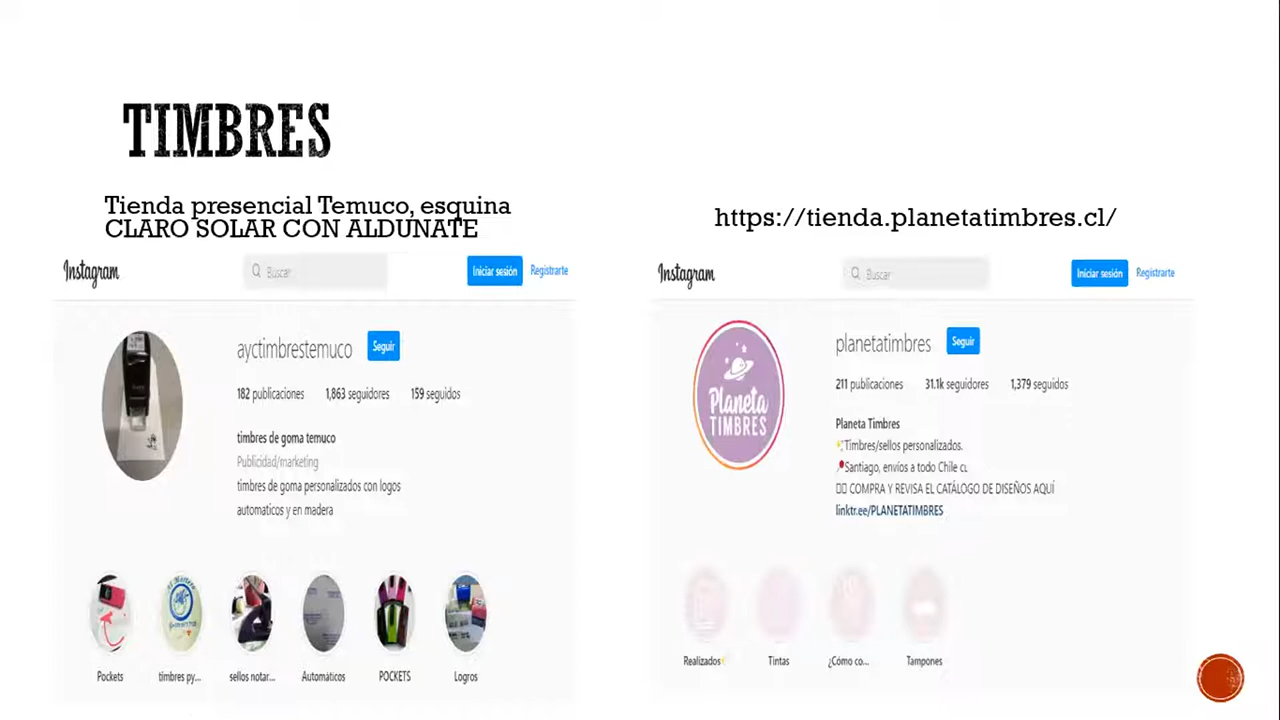 TIMBRES
Tienda presencial Temuco, esquina
CLARO SOLAR CON ALDUNATE
Instagram
Buscar
Iniciar sesión
Regístrarte
ayctimbrestemuco
Seguir
182 publicaciones 1,863 seguidores 159 seguidos
timbres de goma temuco
Publicidad/marketing
timbres de goma personalizados con logos
automaticos y en madera
Pockets
timbres py...
sellos notar...
Automáticos
POCKETS
Logros
https://tienda.planetatimbres.cl/
Instagram
Buscar
Iniciar sesión
Regístrarte
Planeta
TIMBRES
planetatimbres
Seguir
211 publicaciones 31.1k seguidores 1,379 seguidos
Planeta Timbres
Timbres/sellos personalizados.
Santiago, envíos a todo Chile CL
COMPRA Y REVISA EL CATÁLOGO DE DISEÑOS AQUÍ
linktr.ee/PLANETATIMBRES
Realizados
Tintas
¿Cómo co...
Tampones